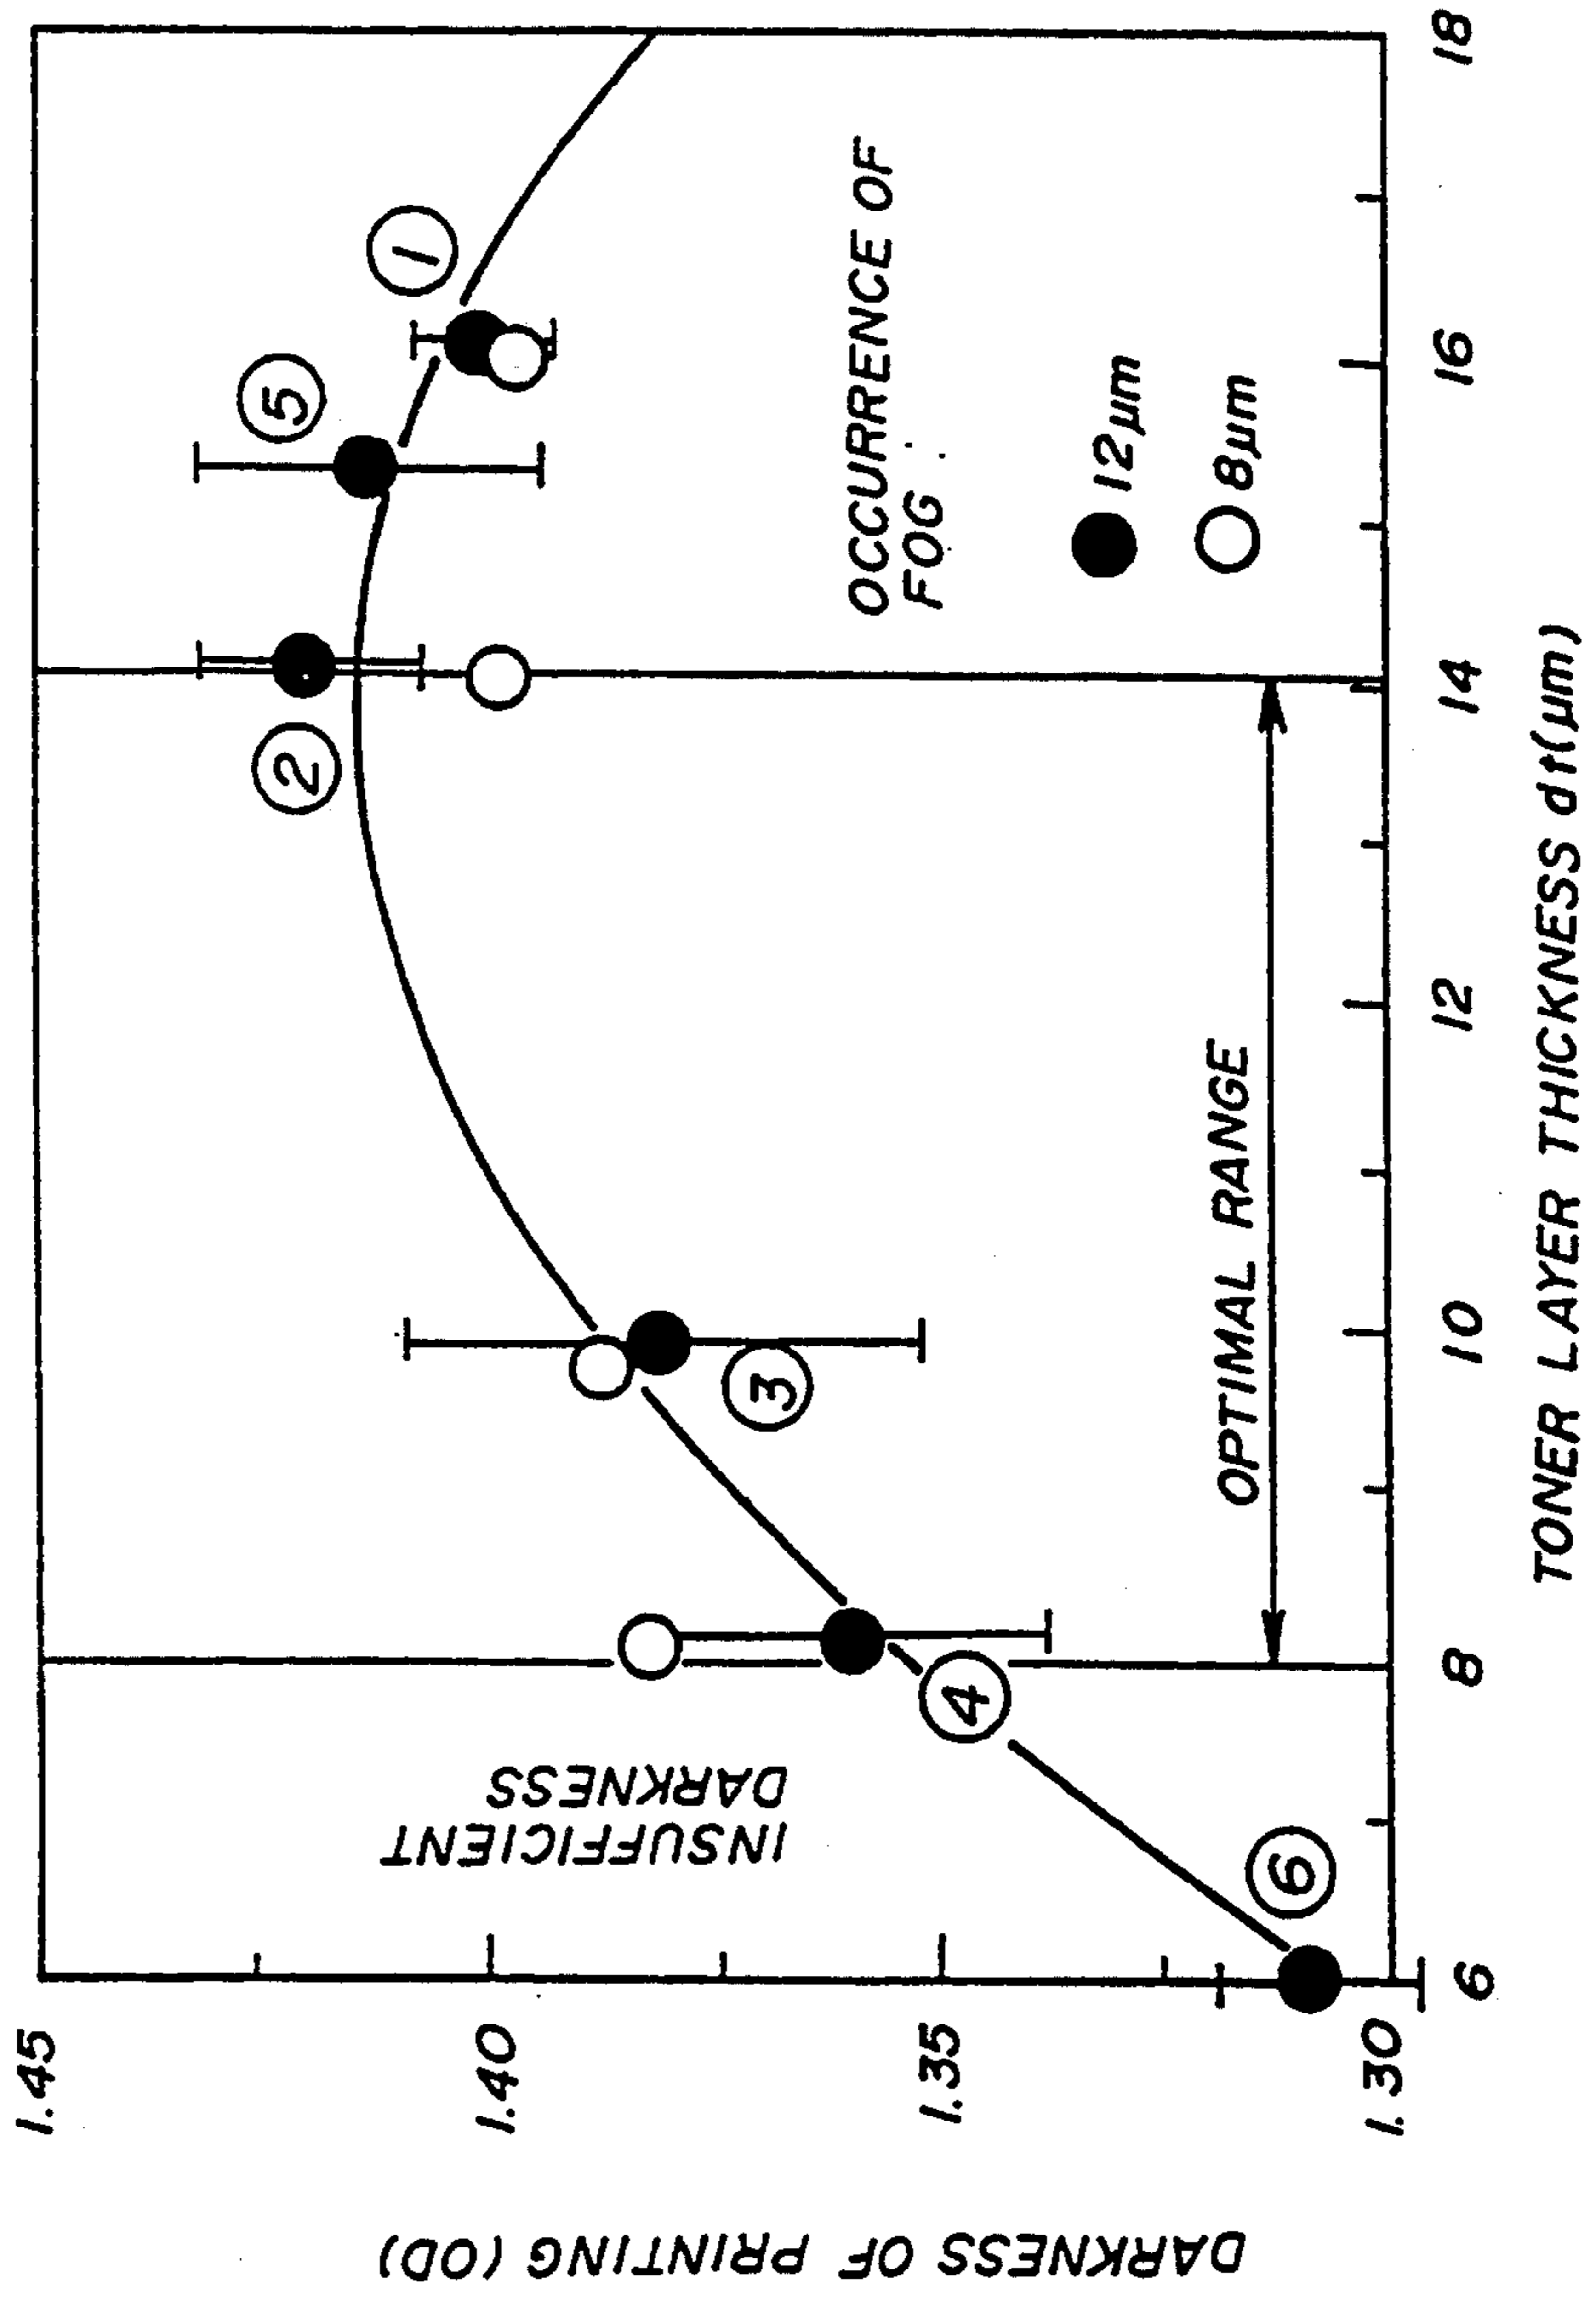 DARKNESS OF PRINTING (OD)
1.45
1.40
1.35
1.30
INSUFFICIENT
DARKNESS
6
4
3
2
5
1
OPTIMAL RANGE
OCCURRENCE OF
FOG
12µm
8µm
6
8
10
12
14
16
18
TONER LAYER THICKNESS dt(µm)